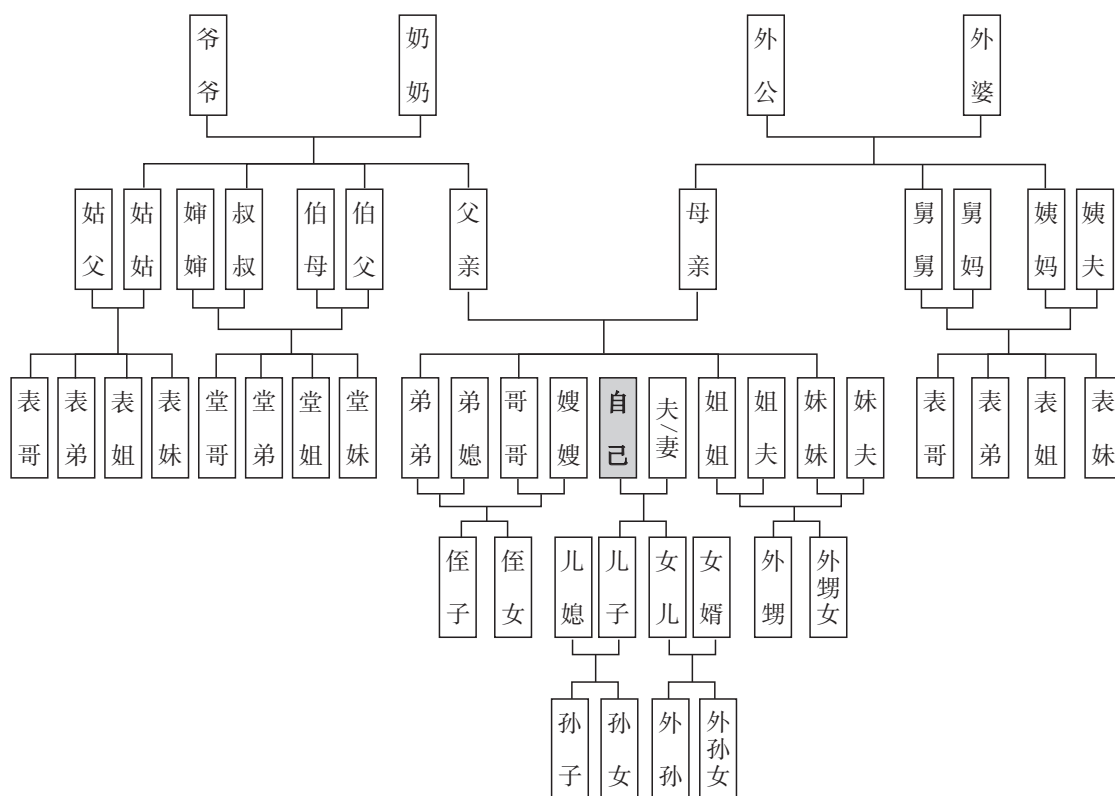 爷爷
奶奶
外公
外婆
姑父
姑姑
婶婶
叔叔
伯母
伯父
父亲
母亲
舅舅
舅妈
姨妈
姨夫
表哥
表弟
表姐
表妹
堂哥
堂弟
堂姐
堂妹
弟弟
弟媳
哥哥
嫂嫂
自己
夫/妻
姐姐
姐夫
妹妹
妹夫
表哥
表弟
表姐
表妹
侄子
侄女
儿媳
儿子
女儿
女婿
外甥
外甥女
孙子
孙女
外孙
外孙女